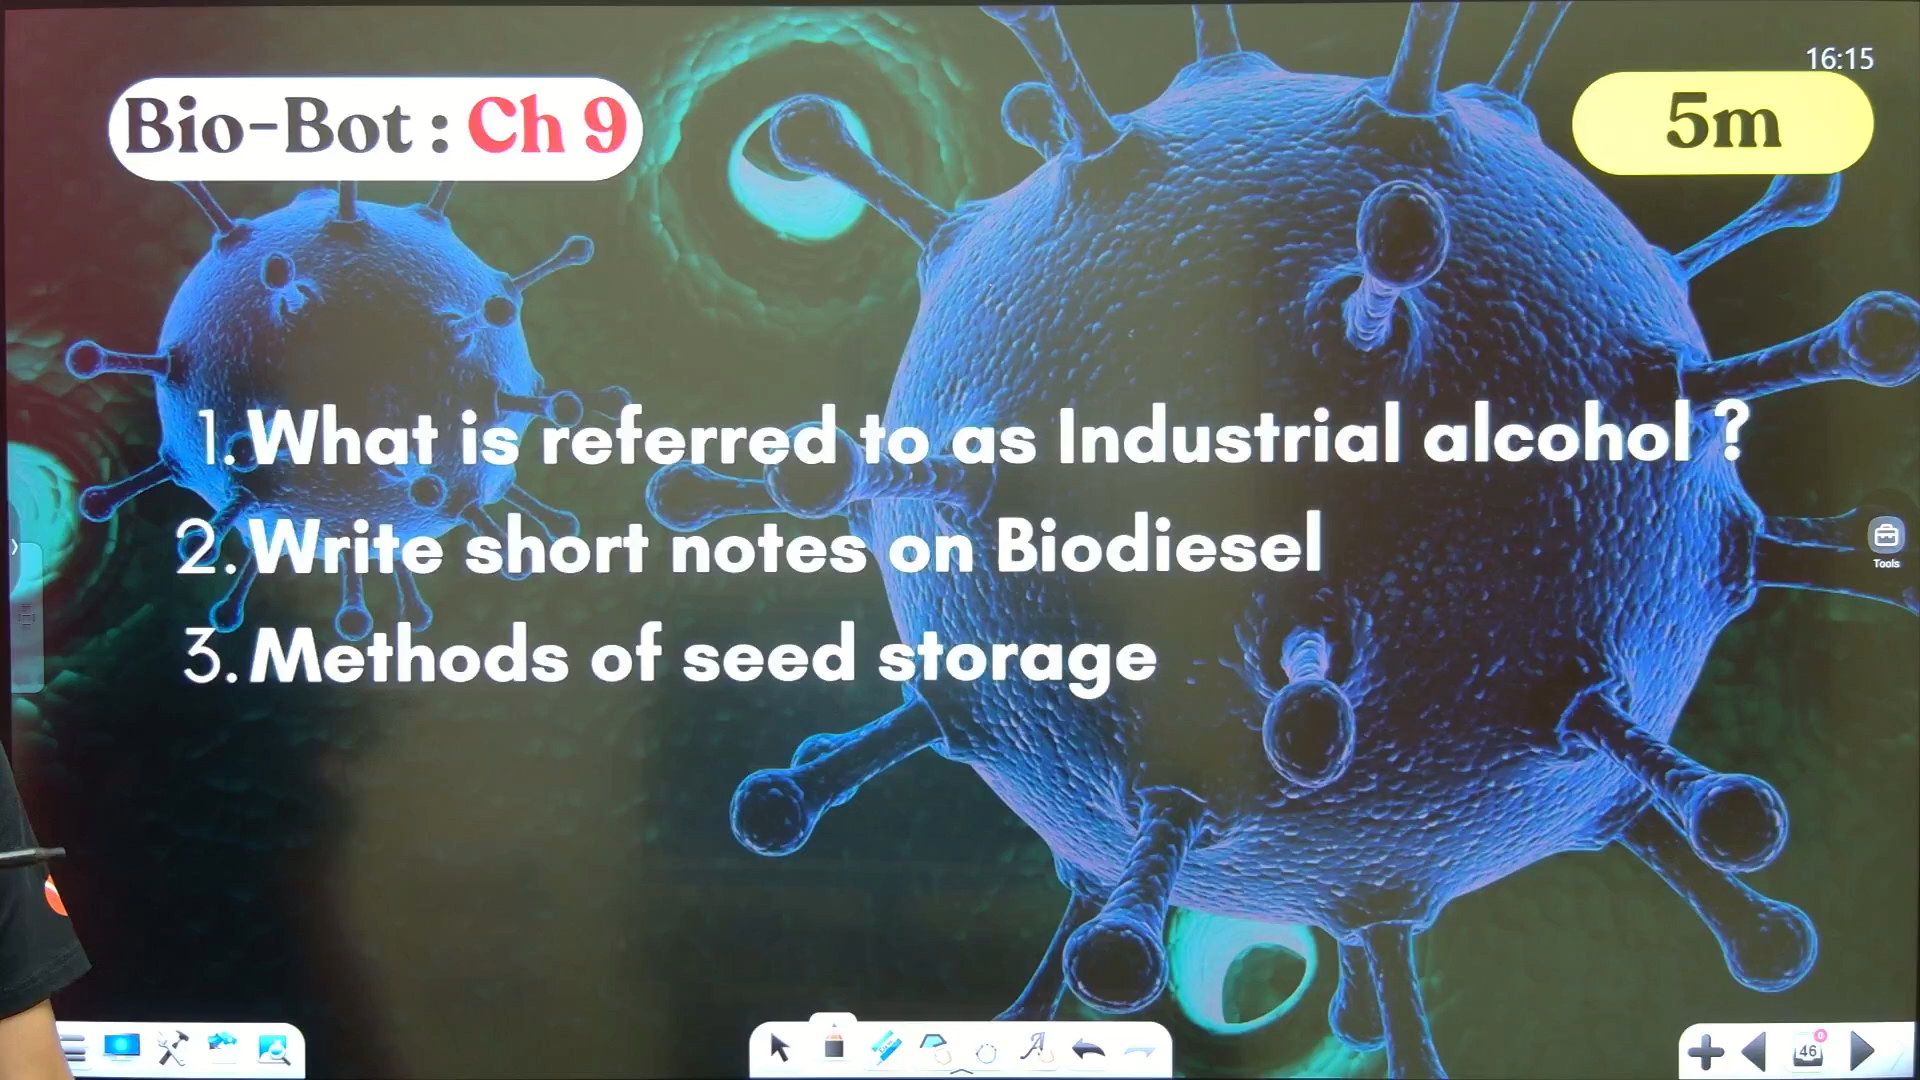 16:15
Bio-Bot : Ch 9
5m
1. What is referred to as Industrial alcohol ?
2. Write short notes on Biodiesel
3. Methods of seed storage
Tools
46